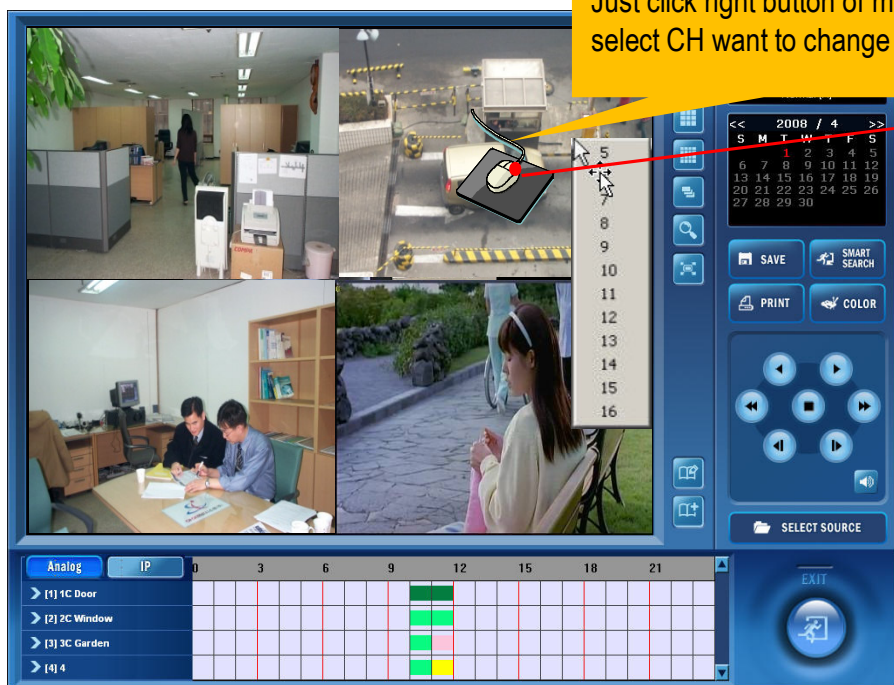 Just click right button of m
select CH want to change
<< 2008 / 4 >>
S M T W T F S
1 2 3 4 5
6 7 8 9 10 11 12
13 14 15 16 17 18 19
20 21 22 23 24 25 26
27 28 29 30
5
7
8
9
10
11
12
13
14
15
16
SAVE
SMART
SEARCH
PRINT
COLOR
SELECT SOURCE
Analog IP 0 3 6 9 12 15 18 21
[1] 1C Door
[2] 2C Window
[3] 3C Garden
[4] 4
EXIT